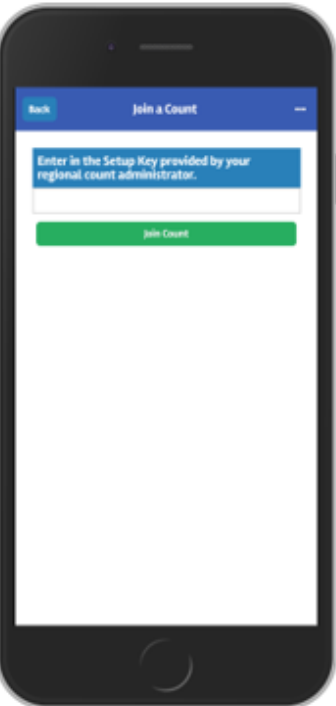 Back
Join a Count
Enter in the Setup Key provided by your
regional count administrator.
Join Count